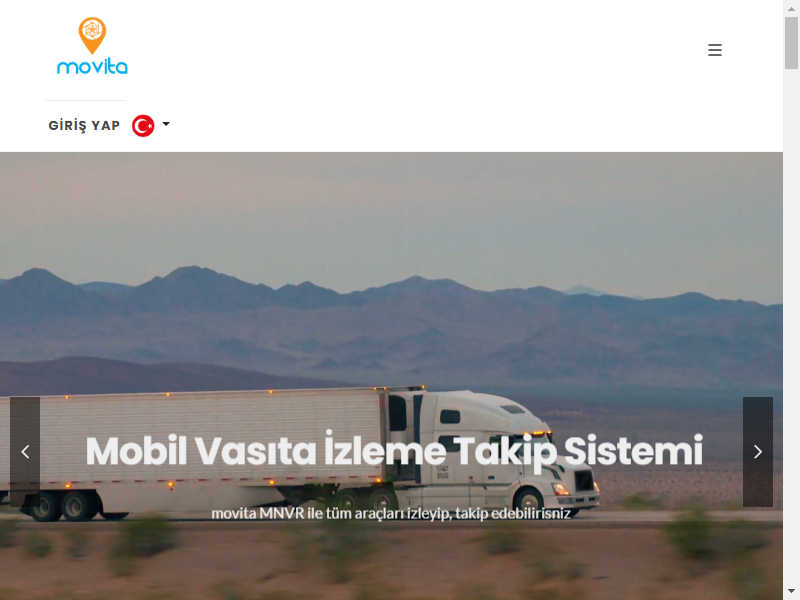 movita
GİRİŞ YAP
Mobil Vasıta İzleme Takip Sistemi
movita MNVR ile tüm araçları izleyip, takip edebilirisniz